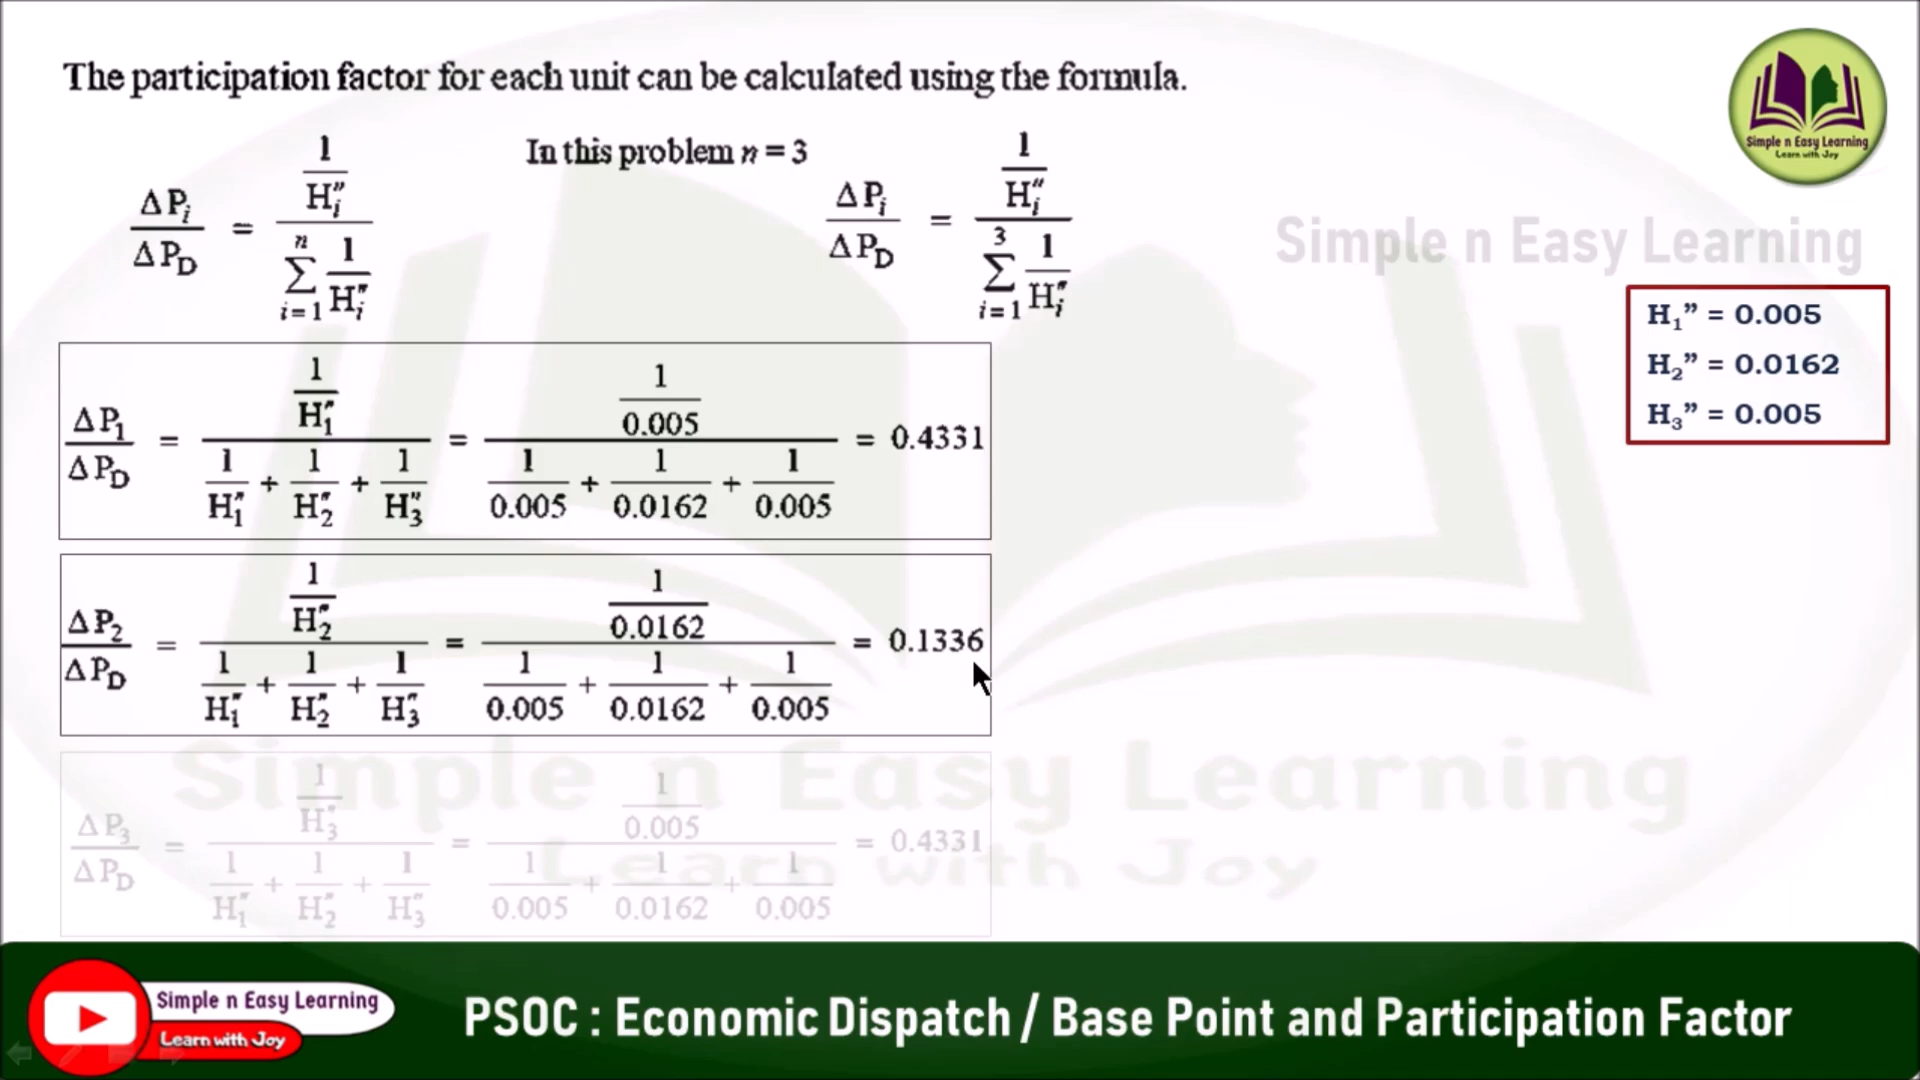 The participation factor for each unit can be calculated using the formula.
In this problem n = 3
ΔP_i / ΔP_D = (1 / H_i″) / (∑_{i=1}^{n} 1 / H_i″)
ΔP_i / ΔP_D = (1 / H_i″) / (∑_{i=1}^{3} 1 / H_i″)
Simple n Easy Learning
Learn with Joy
Simple n Easy Learning
H₁” = 0.005
H₂” = 0.0162
H₃” = 0.005
ΔP₁ / ΔP_D = (1 / H₁″) / (1 / H₁″ + 1 / H₂″ + 1 / H₃″) = (1 / 0.005) / (1 / 0.005 + 1 / 0.0162 + 1 / 0.005) = 0.4331
ΔP₂ / ΔP_D = (1 / H₂″) / (1 / H₁″ + 1 / H₂″ + 1 / H₃″) = (1 / 0.0162) / (1 / 0.005 + 1 / 0.0162 + 1 / 0.005) = 0.1336
ΔP₃ / ΔP_D = (1 / H₃″) / (1 / H₁″ + 1 / H₂″ + 1 / H₃″) = (1 / 0.005) / (1 / 0.005 + 1 / 0.0162 + 1 / 0.005) = 0.4331
Simple n Easy Learning
Learn with Joy
Simple n Easy Learning
Learn with Joy
PSOC : Economic Dispatch / Base Point and Participation Factor